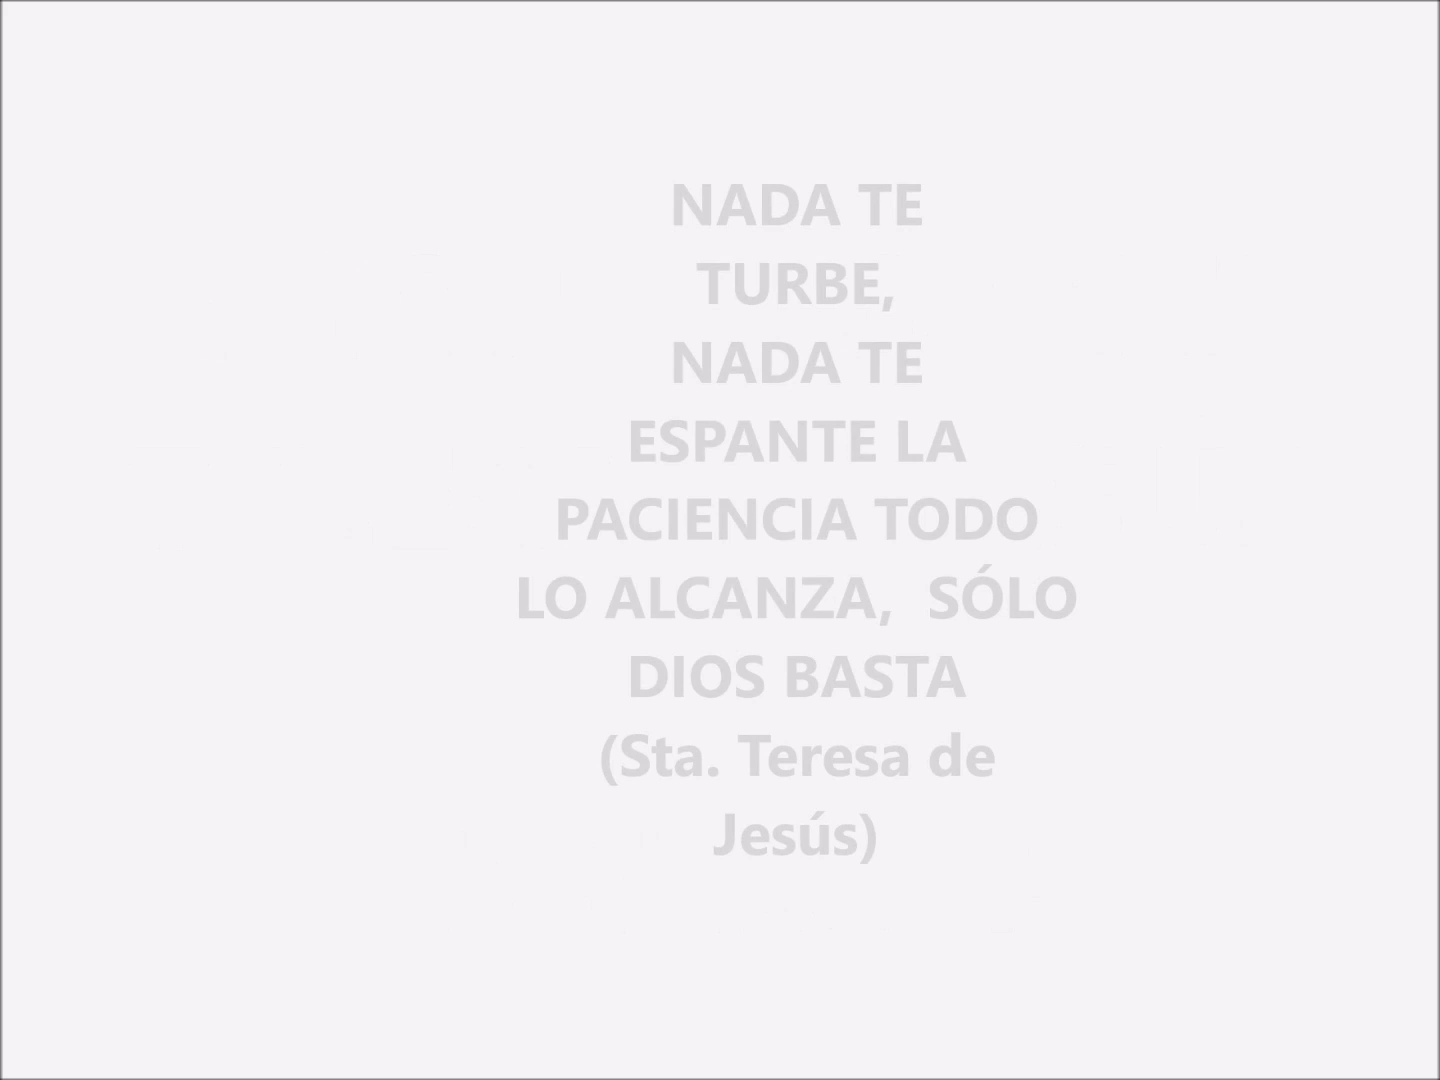 NADA TE
TURBE,
NADA TE
ESPANTE LA
PACIENCIA TODO
LO ALCANZA,  SÓLO
DIOS BASTA
(Sta. Teresa de
Jesús)